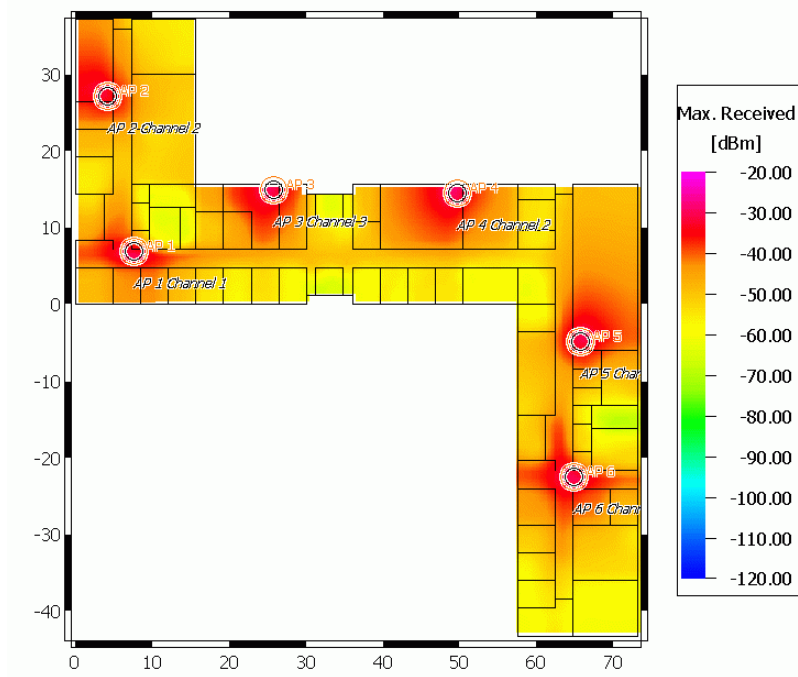 Max. Received
[dBm]
-20.00
-30.00
-40.00
-50.00
-60.00
-70.00
-80.00
-90.00
-100.00
-110.00
-120.00
30
20
10
0
-10
-20
-30
-40
0 10 20 30 40 50 60 70
AP 2
AP 2 Channel 2
AP 3
AP 3 Channel 3
AP 4
AP 4 Channel 2
AP 1
AP 1 Channel 1
AP 5
AP 5 Chan
AP 6
AP 6 Chan